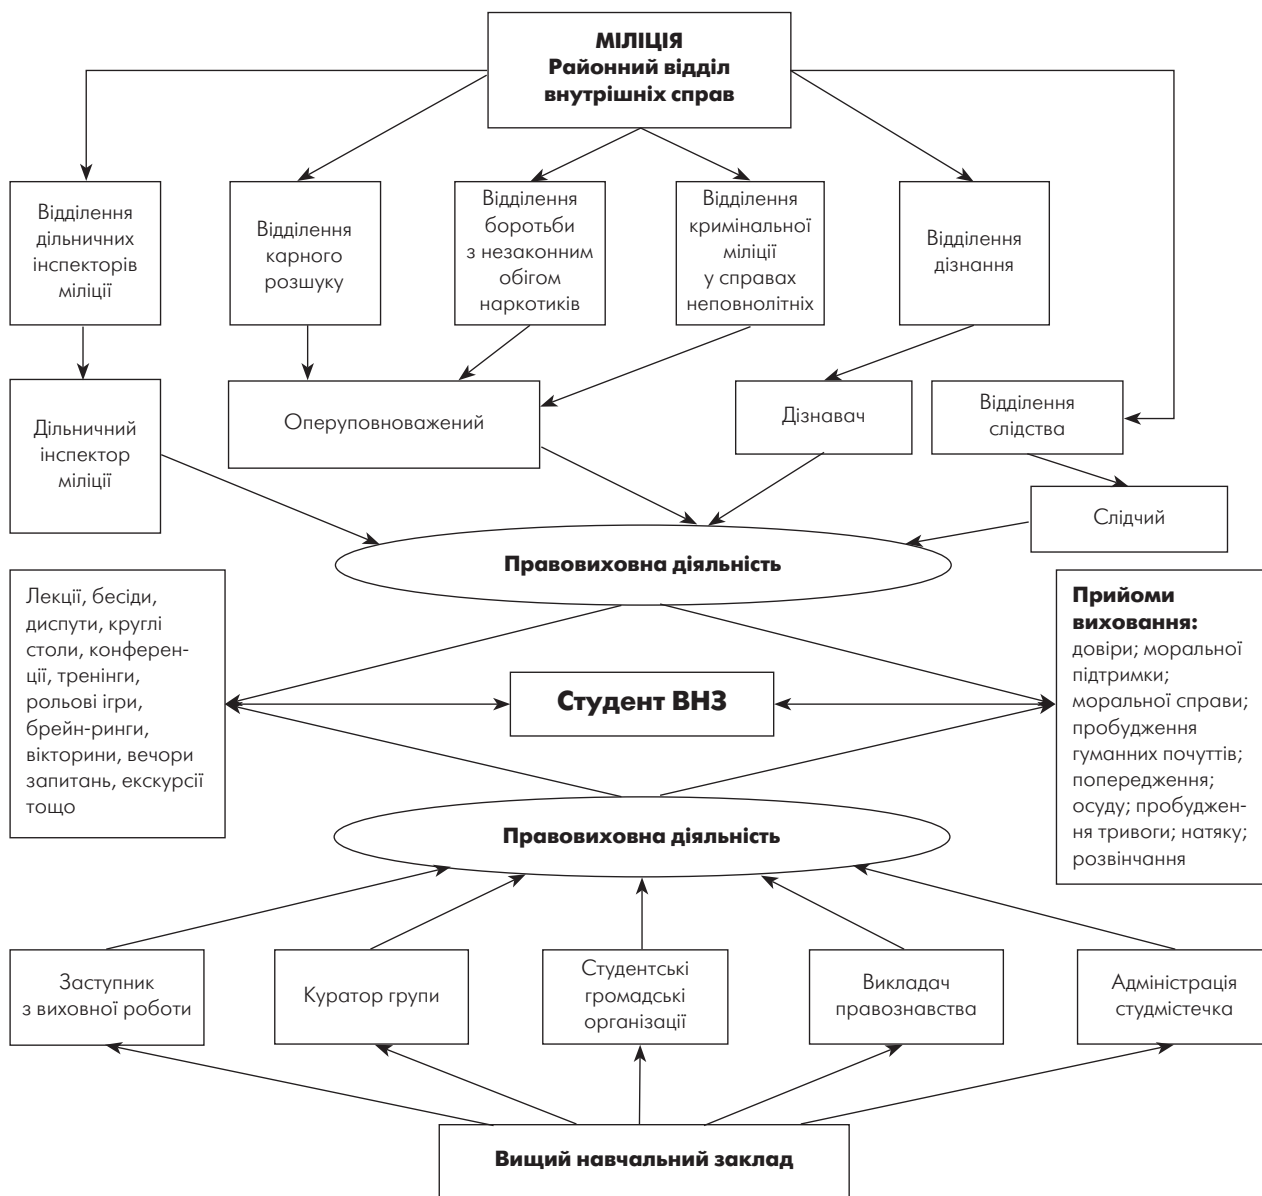 МІЛІЦІЯ
Районний відділ
внутрішніх справ
Відділення
дільничних
інспекторів
міліції
Відділення
карного
розшуку
Відділення
боротьби
з незаконним
обігом
наркотиків
Відділення
кримінальної
міліції
у справах
неповнолітніх
Відділення
дізнання
Дільничний
інспектор
міліції
Оперуповноважений
Дізнавач
Відділення
слідства
Слідчий
Правовиховна діяльність
Лекції, бесіди,
диспути, круглі
столи, конферен-
ції, тренінги,
рольові ігри,
брейн-ринги,
вікторини, вечори
запитань, екскурсії
тощо
Студент ВНЗ
Прийоми
виховання:
довіри; моральної
підтримки;
моральної справи;
пробудження
гуманних почуттів;
попередження;
осуду; пробуджен-
ня тривоги; натяку;
розвінчання
Правовиховна діяльність
Заступник
з виховної роботи
Куратор групи
Студентські
громадські
організації
Викладач
правознавства
Адміністрація
студмістечка
Вищий навчальний заклад